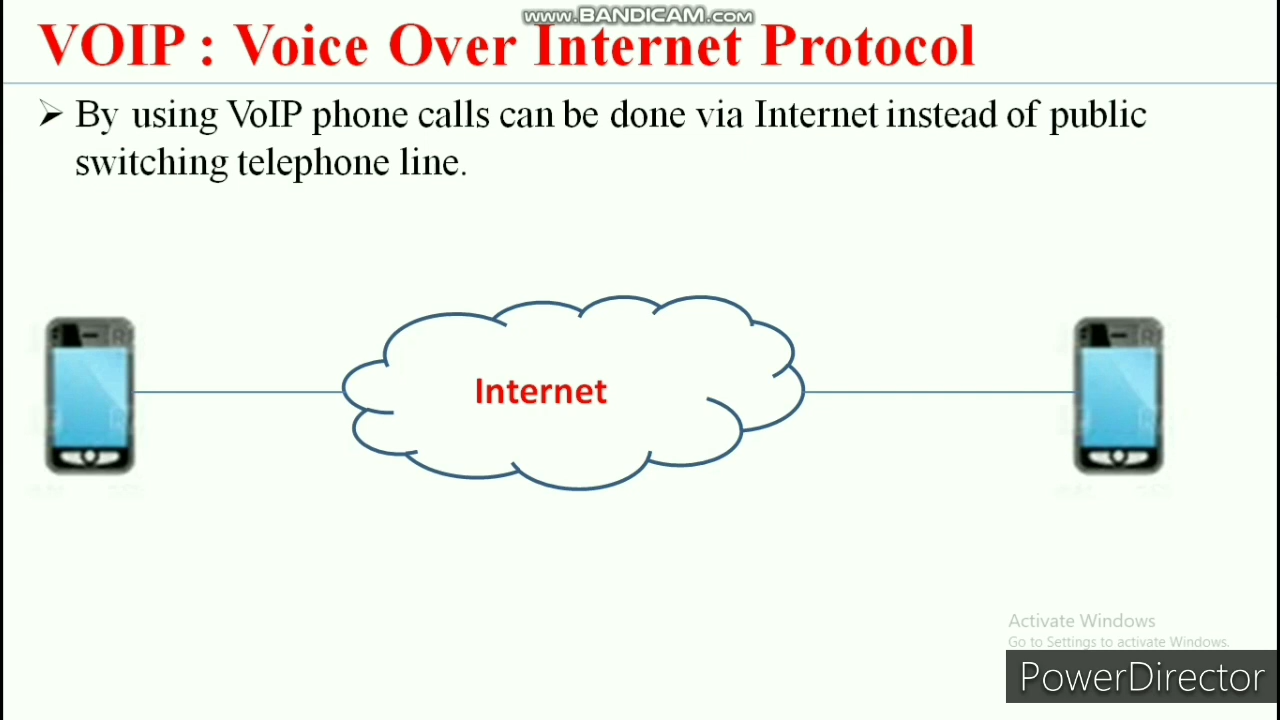 www.BANDICAM.com
VOIP : Voice Over Internet Protocol
➢ By using VoIP phone calls can be done via Internet instead of public
switching telephone line.
Internet
Activate Windows
Go to Settings to activate Windows.
PowerDirector